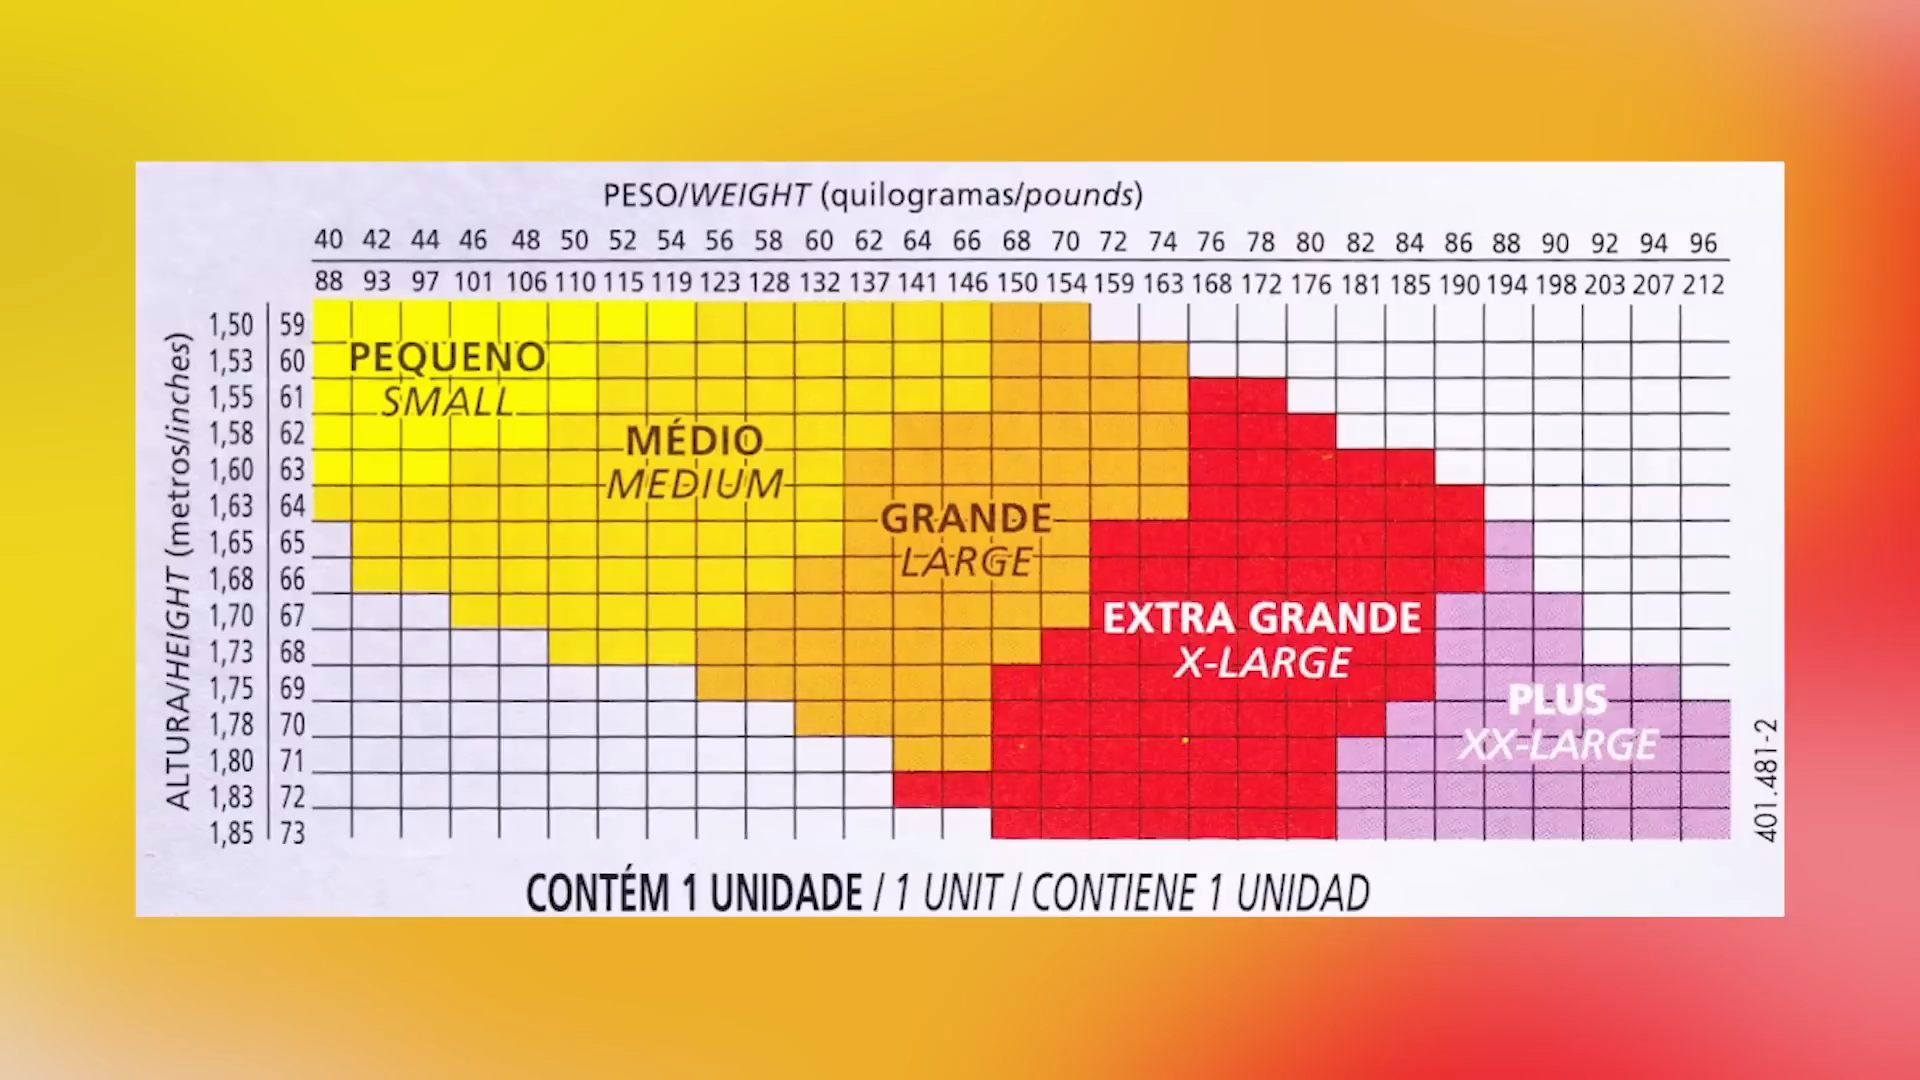 PESO/WEIGHT (quilogramas/pounds)
40 42 44 46 48 50 52 54 56 58 60 62 64 66 68 70 72 74 76 78 80 82 84 86 88 90 92 94 96
88 93 97 101 106 110 115 119 123 128 132 137 141 146 150 154 159 163 168 172 176 181 185 190 194 198 203 207 212
ALTURA/HEIGHT (metros/inches)
1,50 59
1,53 60
1,55 61
1,58 62
1,60 63
1,63 64
1,65 65
1,68 66
1,70 67
1,73 68
1,75 69
1,78 70
1,80 71
1,83 72
1,85 73
PEQUENO
SMALL
MÉDIO
MEDIUM
GRANDE
LARGE
EXTRA GRANDE
X-LARGE
PLUS
XX-LARGE
401.481-2
CONTÉM 1 UNIDADE / 1 UNIT / CONTIENE 1 UNIDAD